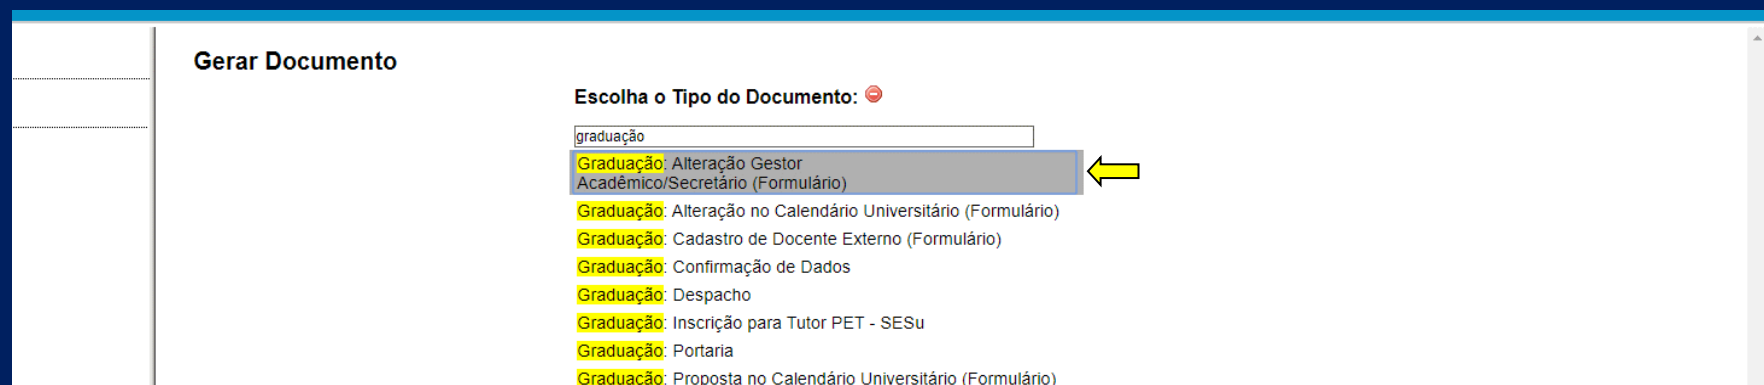 Gerar Documento
Escolha o Tipo do Documento:
graduação
Graduação: Alteração Gestor
Acadêmico/Secretário (Formulário)
Graduação: Alteração no Calendário Universitário (Formulário)
Graduação: Cadastro de Docente Externo (Formulário)
Graduação: Confirmação de Dados
Graduação: Despacho
Graduação: Inscrição para Tutor PET - SESu
Graduação: Portaria
Graduação: Proposta no Calendário Universitário (Formulário)